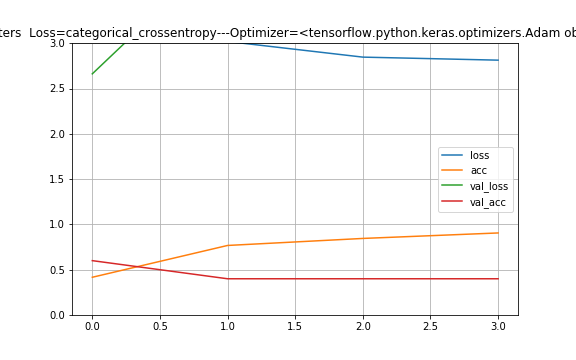 ters Loss=categorical_crossentropy---Optimizer=<tensorflow.python.keras.optimizers.Adam ob
3.0
2.5
2.0
1.5
1.0
0.5
0.0
loss
acc
val_loss
val_acc
0.0 0.5 1.0 1.5 2.0 2.5 3.0